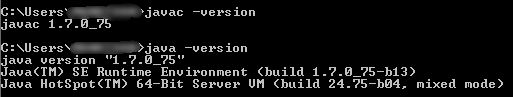 C:\Users\ >javac -version
javac 1.7.0_75
C:\Users\ >java -version
java version "1.7.0_75"
Java(TM) SE Runtime Environment (build 1.7.0_75-b13)
Java HotSpot(TM) 64-Bit Server VM (build 24.75-b04, mixed mode)